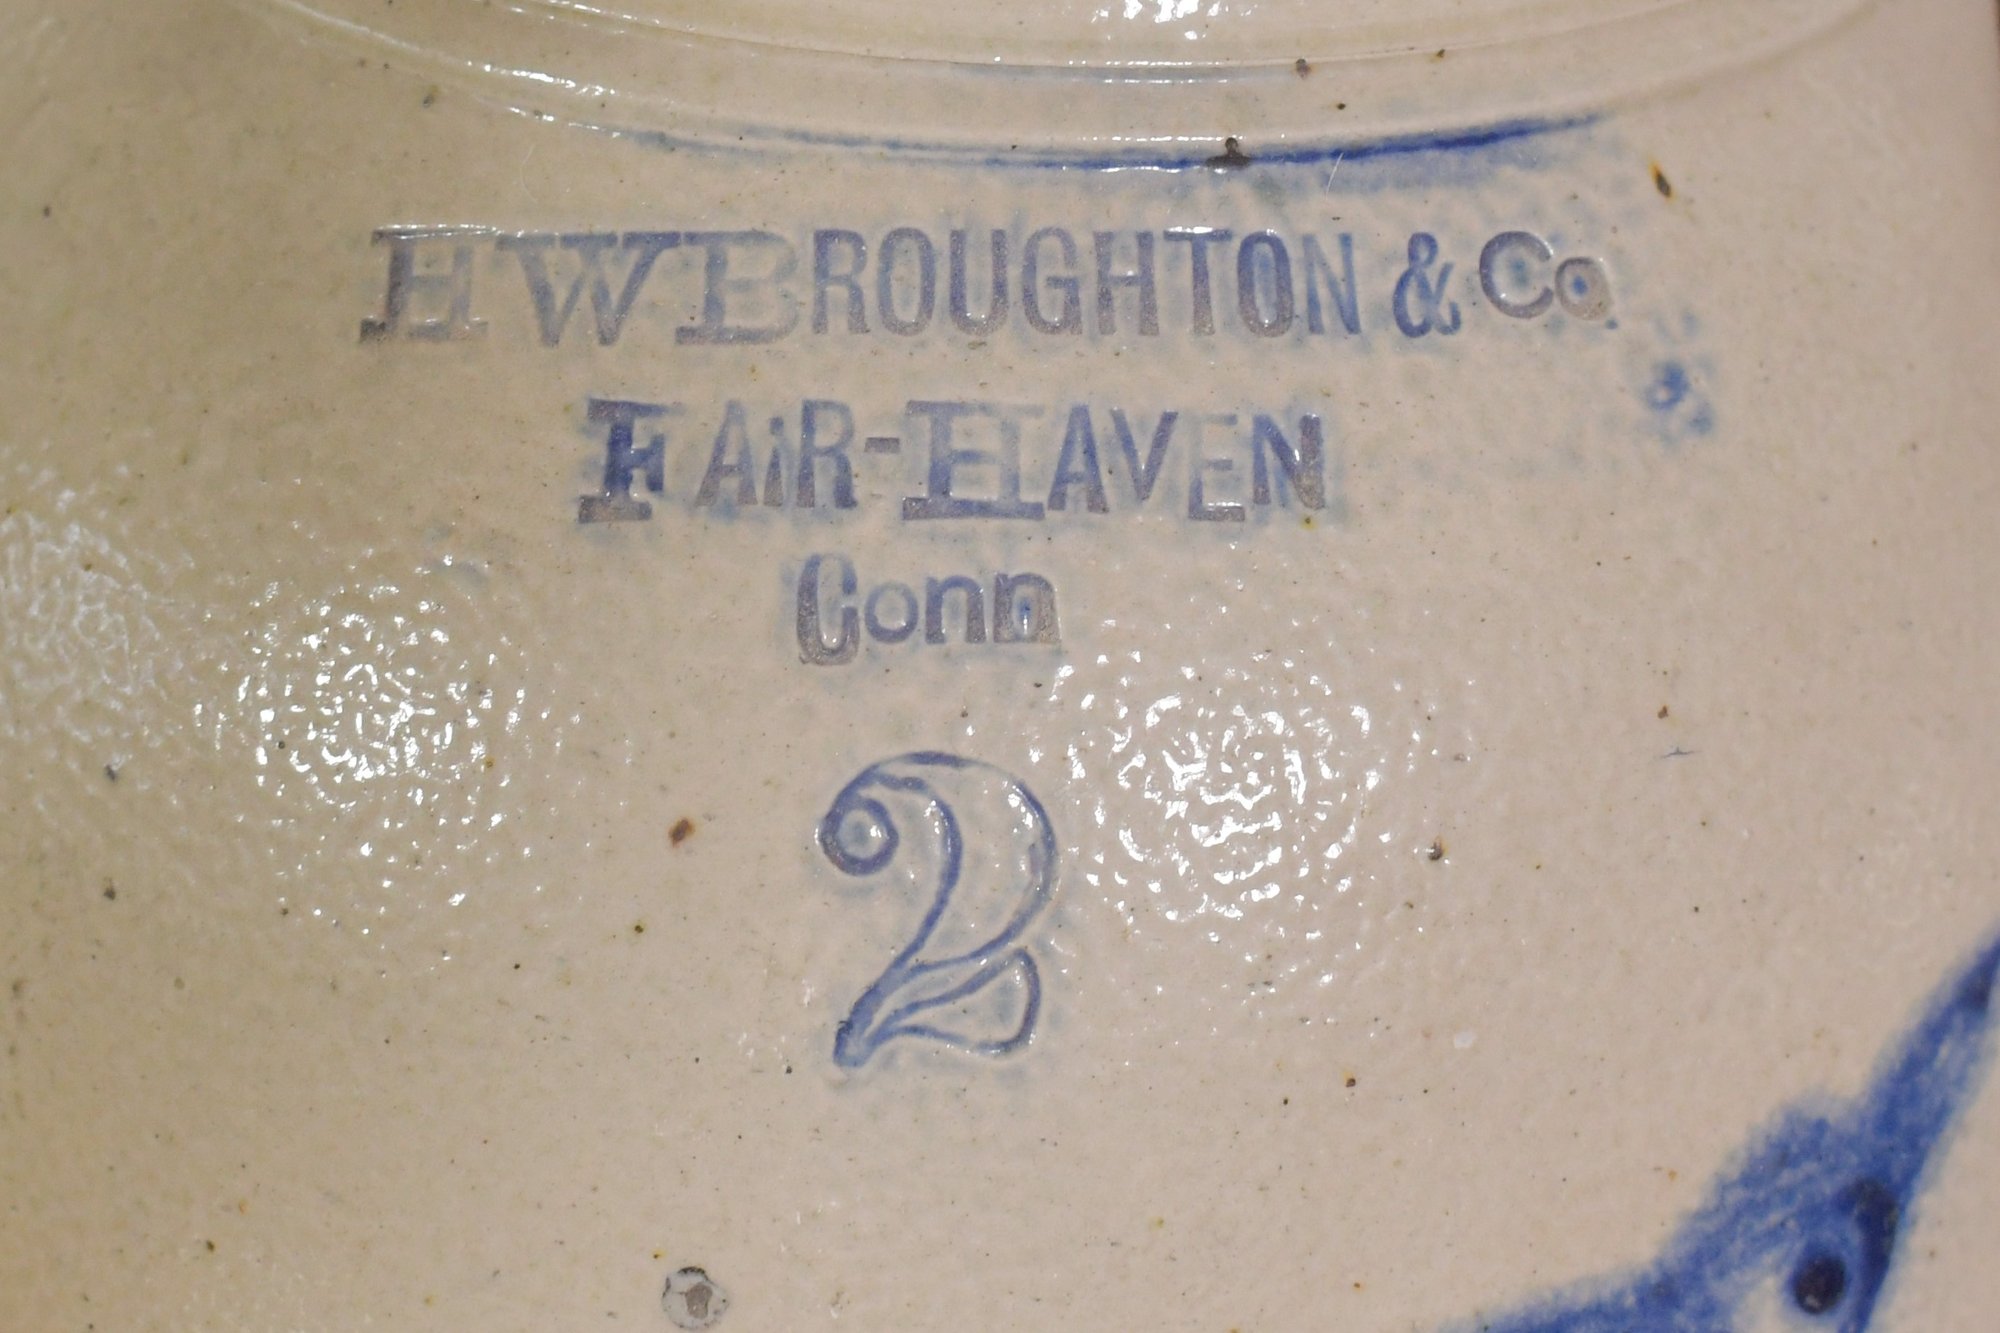 HWBROUGHTON & Co
FAiR-HAVEN
Conn
2